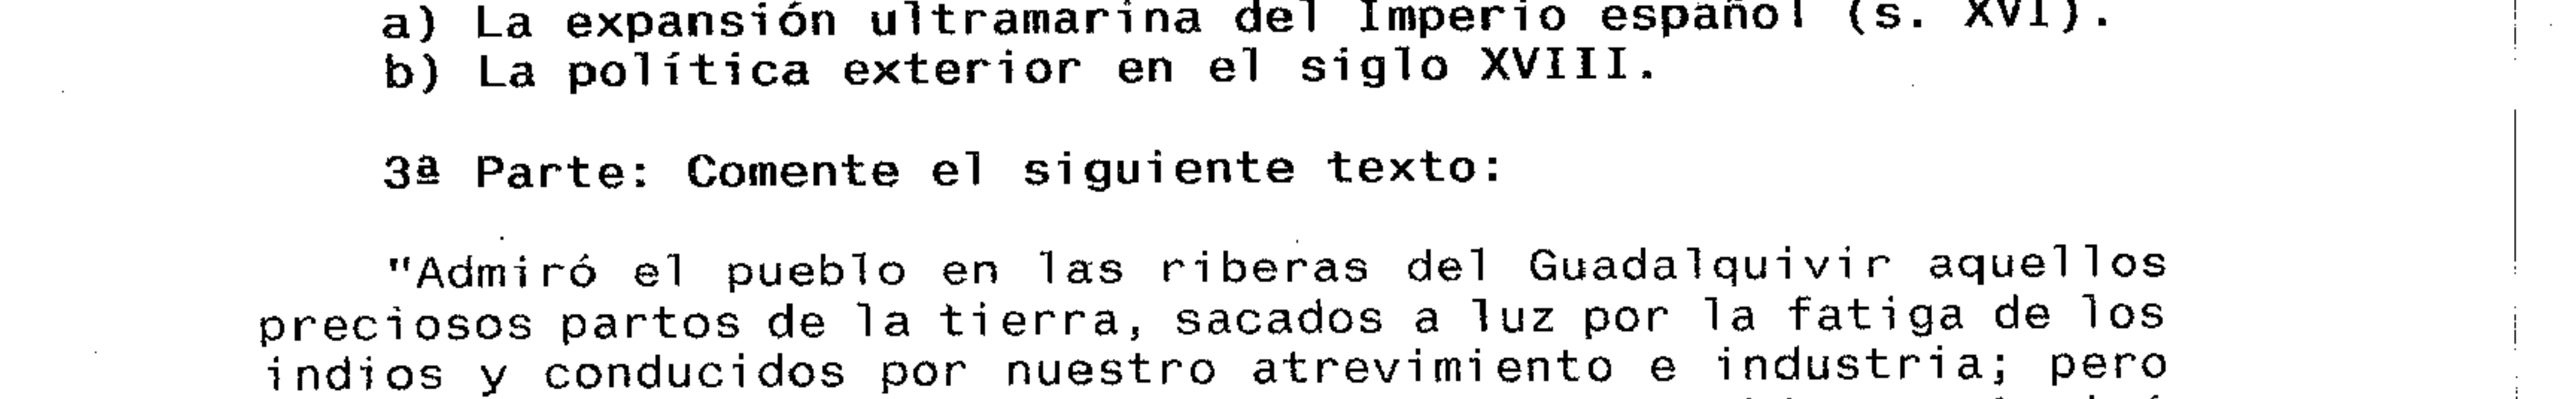 a) La expansión ultramarina del Imperio español (s. XVI).
b) La política exterior en el siglo XVIII.
3ª Parte: Comente el siguiente texto:
"Admiró el pueblo en las riberas del Guadalquivir aquellos
preciosos partos de la tierra, sacados a luz por la fatiga de los
indios y conducidos por nuestro atrevimiento e industria; pero